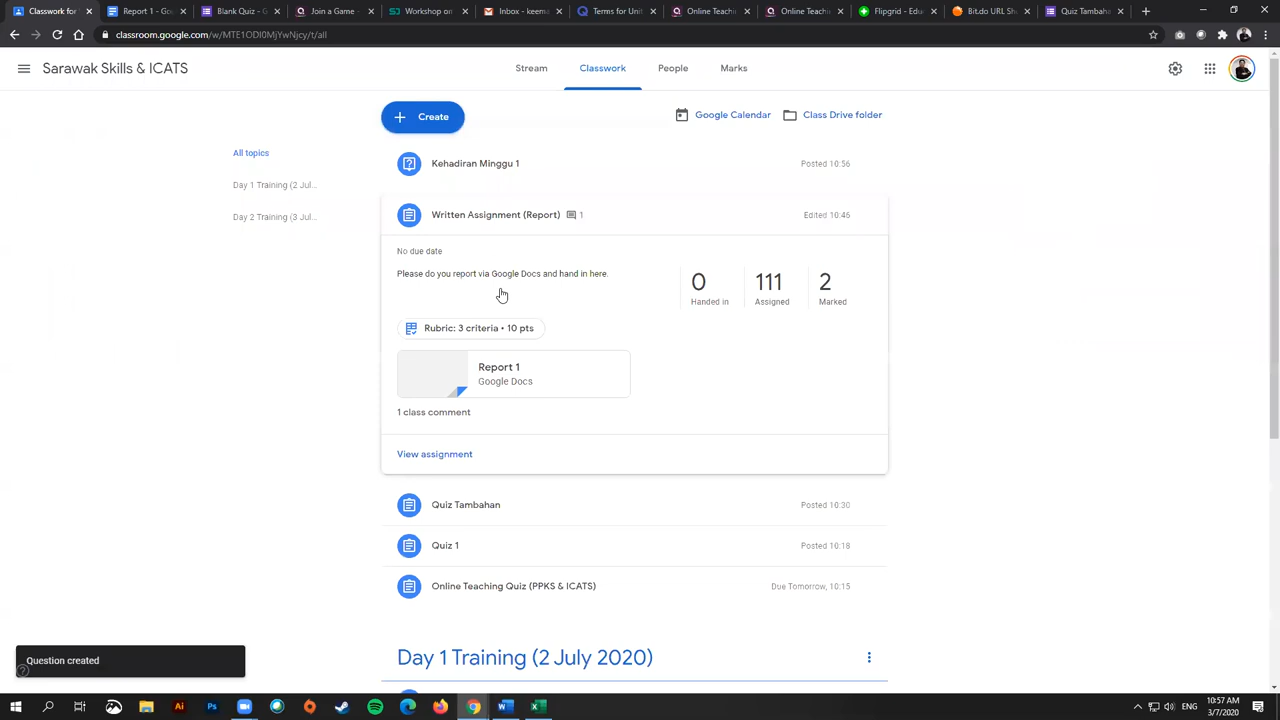 Google for
Report 1 - Goo
Blank Quiz - G
Join a Game -
Workshop on
Inbox - keema
Terms for Unit
Online Teachi
Online Teachi
Flipgrid - Edu
Bit.do URL Sh
Quiz Tambaha
classroom.google.com/w/MTE1ODI0MjYwNjcy/t/all
Sarawak Skills & ICATS
Stream
Classwork
People
Marks
Create
Google Calendar
Class Drive folder
All topics
Day 1 Training (2 Jul...
Day 2 Training (3 Jul...
Kehadiran Minggu 1
Posted 10:56
Written Assignment (Report) 1
Edited 10:46
No due date
Please do you report via Google Docs and hand in here.
0
111
2
Handed in
Assigned
Marked
Rubric: 3 criteria • 10 pts
Report 1
Google Docs
1 class comment
View assignment
Quiz Tambahan
Posted 10:30
Quiz 1
Posted 10:18
Online Teaching Quiz (PPKS & ICATS)
Due Tomorrow, 10:15
Day 1 Training (2 July 2020)
Question created
ENG
10:57 AM
3/7/2020